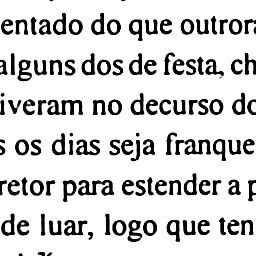 entado do que outror
alguns dos de festa, ch
iveram no decurso do
s os dias seja franque
retor para estender a p
de luar, logo que ten